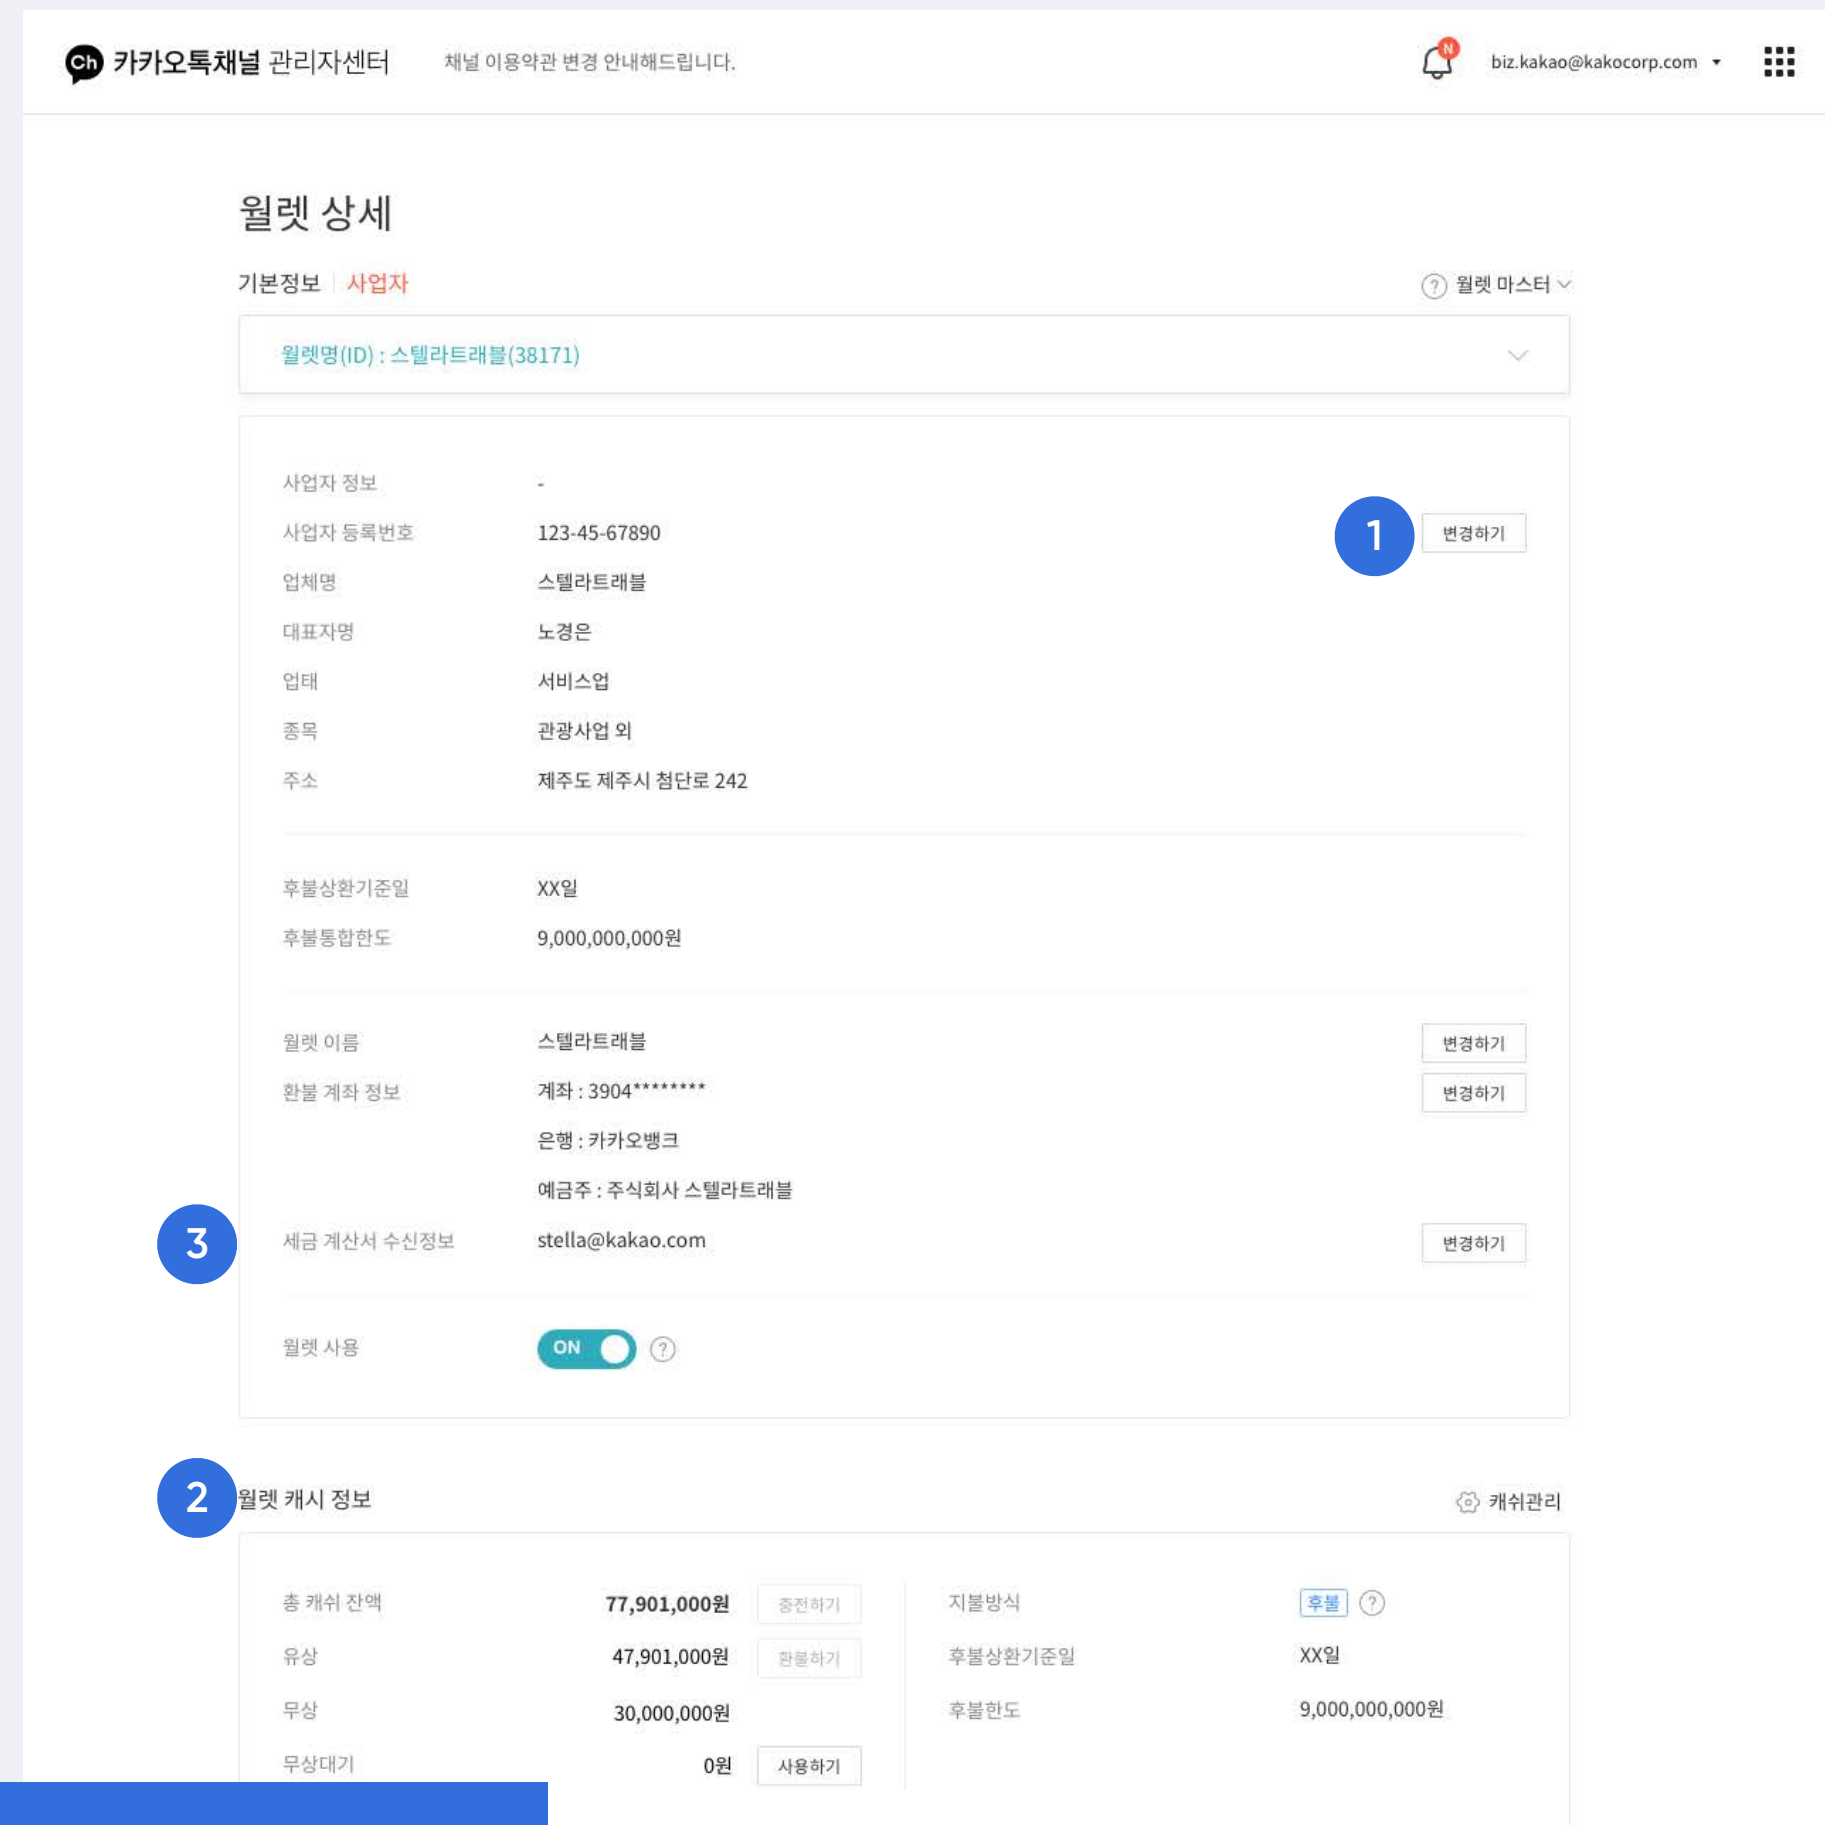 Ch 카카오톡채널 관리자센터 채널 이용약관 변경 안내해드립니다. N biz.kakao@kakocorp.com
월렛 상세
기본정보 사업자 ? 월렛 마스터
월렛명(ID) : 스텔라트래블(38171)
사업자 정보 -
사업자 등록번호 123-45-67890 1 변경하기
업체명 스텔라트래블
대표자명 노경은
업태 서비스업
종목 관광사업 외
주소 제주도 제주시 첨단로 242
후불상환기준일 XX일
후불통합한도 9,000,000,000원
월렛 이름 스텔라트래블 변경하기
환불 계좌 정보 계좌 : 3904******** 변경하기
은행 : 카카오뱅크
예금주 : 주식회사 스텔라트래블
3 세금 계산서 수신정보 stella@kakao.com 변경하기
월렛 사용 ON ?
2 월렛 캐시 정보 캐쉬관리
총 캐쉬 잔액 77,901,000원 충전하기 지불방식 후불 ?
유상 47,901,000원 환불하기 후불상환기준일 XX일
무상 30,000,000원 후불한도 9,000,000,000원
무상대기 0원 사용하기